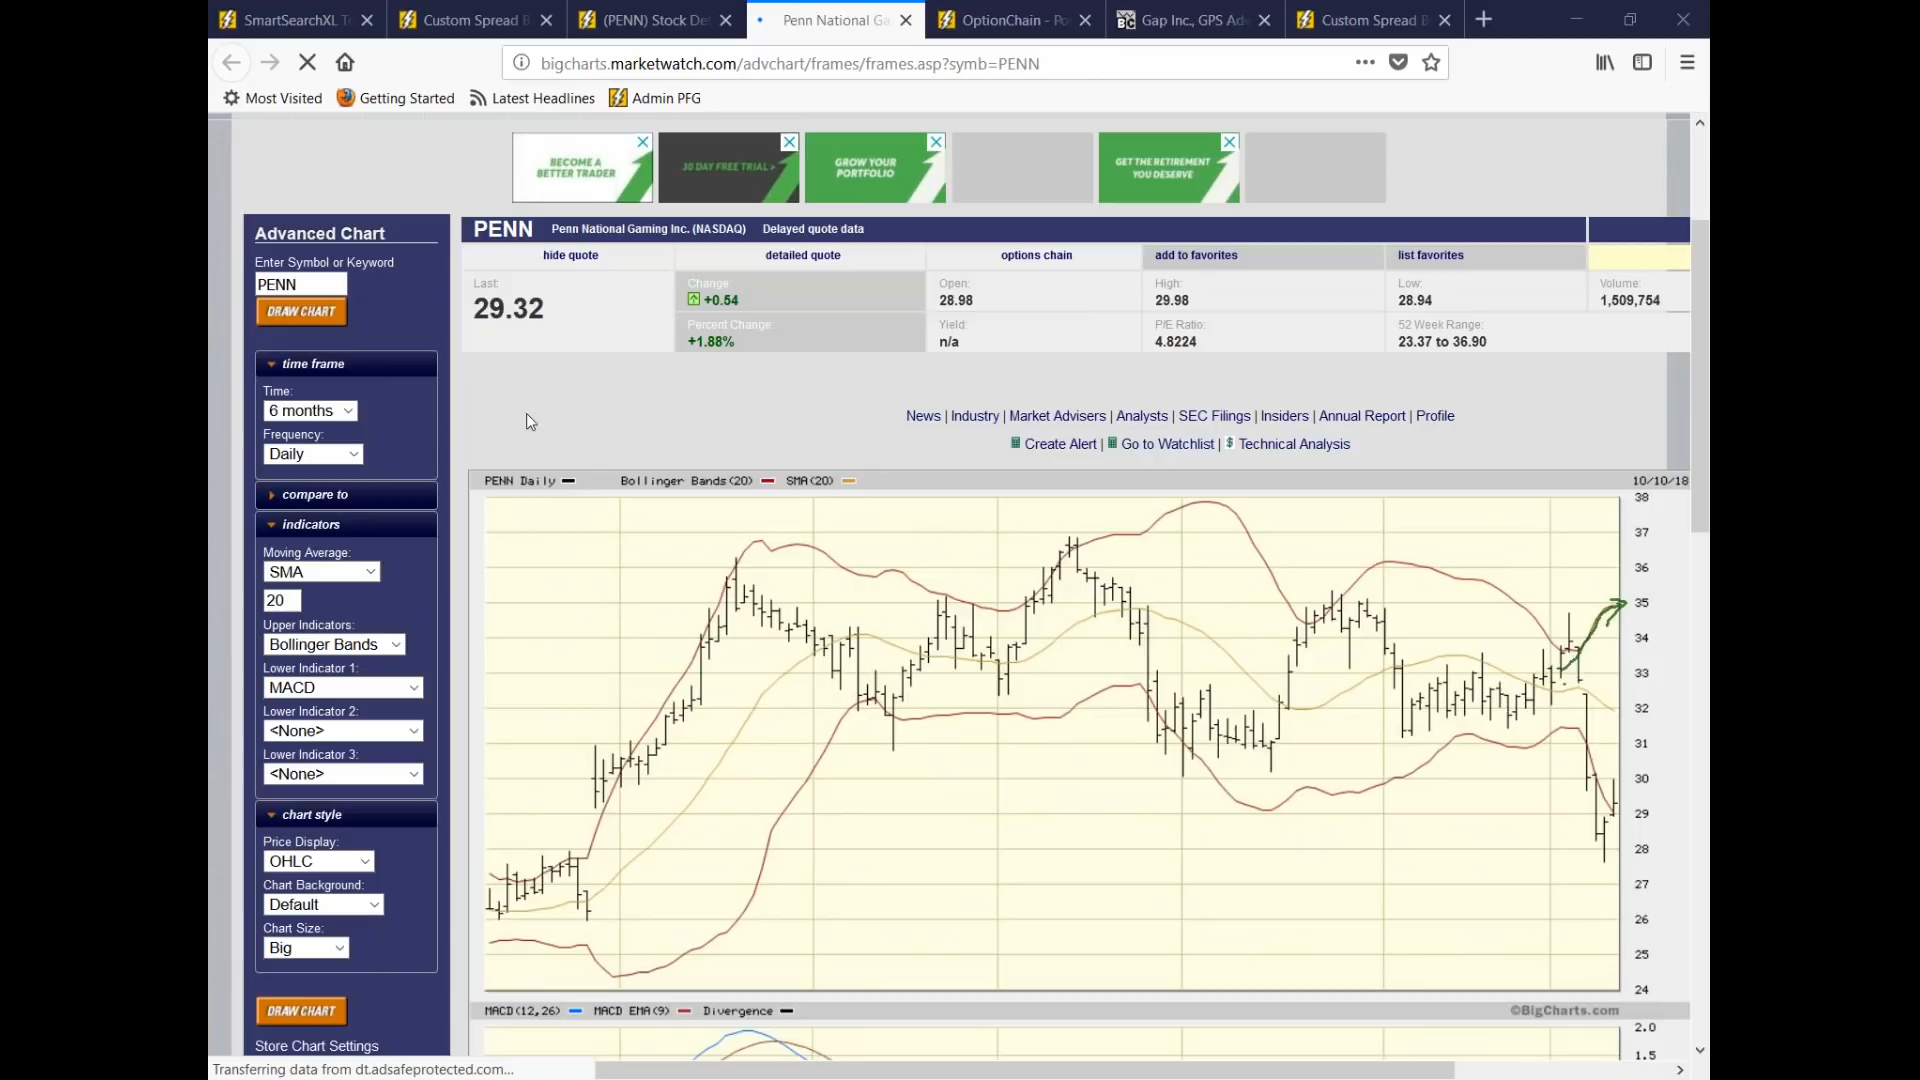 SmartSearchXL T
Custom Spread B
(PENN) Stock Det
Penn National Ga
OptionChain - Po
Gap Inc., GPS Ad
Custom Spread B
bigcharts.marketwatch.com/advchart/frames/frames.asp?symb=PENN
Most Visited
Getting Started
Latest Headlines
Admin PFG
BECOME A
BETTER TRADER
30 DAY FREE TRIAL >
GROW YOUR
PORTFOLIO
GET THE RETIREMENT
YOU DESERVE
Advanced Chart
Enter Symbol or Keyword
PENN
DRAW CHART
time frame
Time:
6 months
Frequency:
Daily
compare to
indicators
Moving Average:
SMA
20
Upper Indicators:
Bollinger Bands
Lower Indicator 1:
MACD
Lower Indicator 2:
<None>
Lower Indicator 3:
<None>
chart style
Price Display:
OHLC
Chart Background:
Default
Chart Size:
Big
DRAW CHART
Store Chart Settings
PENN Penn National Gaming Inc. (NASDAQ) Delayed quote data
hide quote detailed quote options chain add to favorites list favorites
Last:
29.32
Change:
+0.54
Open:
28.98
High:
29.98
Low:
28.94
Volume:
1,509,754
Percent Change:
+1.88%
Yield:
n/a
P/E Ratio:
4.8224
52 Week Range:
23.37 to 36.90
News | Industry | Market Advisers | Analysts | SEC Filings | Insiders | Annual Report | Profile
Create Alert | Go to Watchlist | $ Technical Analysis
PENN Daily Bollinger Bands(20) SMA(20) 10/10/18
38
37
36
35
34
33
32
31
30
29
28
27
26
25
24
MACD(12,26) MACD EMA(9) Divergence ©BigCharts.com
2.0
1.5
Transferring data from dt.adsafeprotected.com...